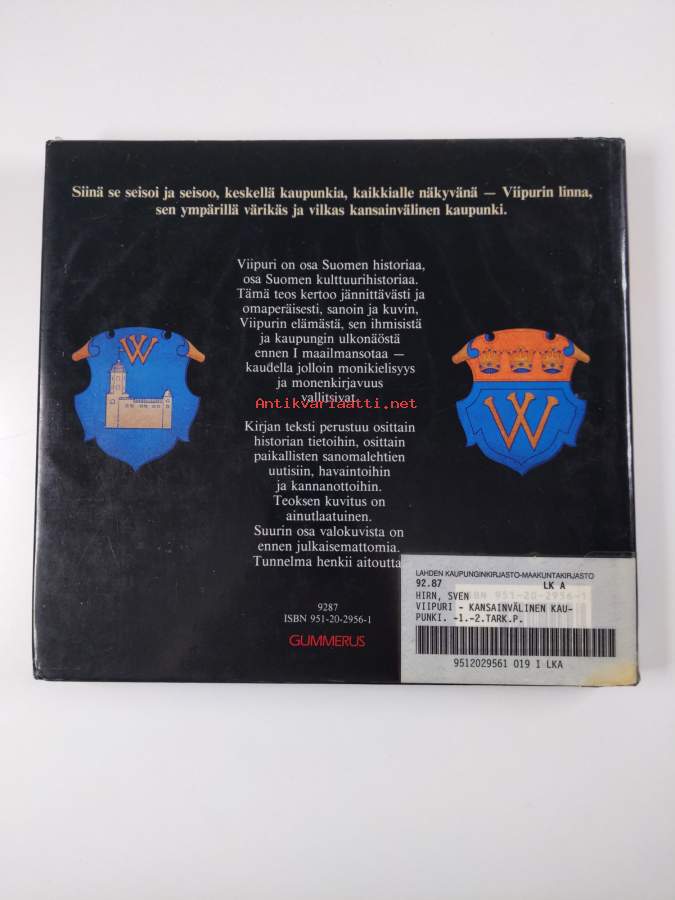 Siinä se seisoi ja seisoo, keskellä kaupunkia, kaikkialle näkyvänä — Viipurin linna,
sen ympärillä värikäs ja vilkas kansainvälinen kaupunki.
Viipuri on osa Suomen historiaa,
osa Suomen kulttuurihistoriaa.
Tämä teos kertoo jännittävästi ja
omaperäisesti, sanoin ja kuvin,
Viipurin elämästä, sen ihmisistä
ja kaupungin ulkonäöstä
ennen I maailmansotaa —
kaudella jolloin monikielisyys
ja monenkirjavuus
vallitsivat.
Antikvariaatti.net
Kirjan teksti perustuu osittain
historian tietoihin, osittain
paikallisten sanomalehtien
uutisiin, havaintoihin
ja kannanottoihin.
Teoksen kuvitus on
ainutlaatuinen.
Suurin osa valokuvista on
ennen julkaisemattomia.
Tunnelma henkii aitoutta
W
W
9287
ISBN 951-20-2956-1
GUMMERUS
LAHDEN KAUPUNGINKIRJASTO-MAAKUNTAKIRJASTO
92.87 LK A
ISBN 951-20-2956-1
HIRN, SVEN
VIIPURI - KANSAINVÄLINEN KAU-
PUNKI. -1.-2.TARK.P.
9512029561 019 1 LKA